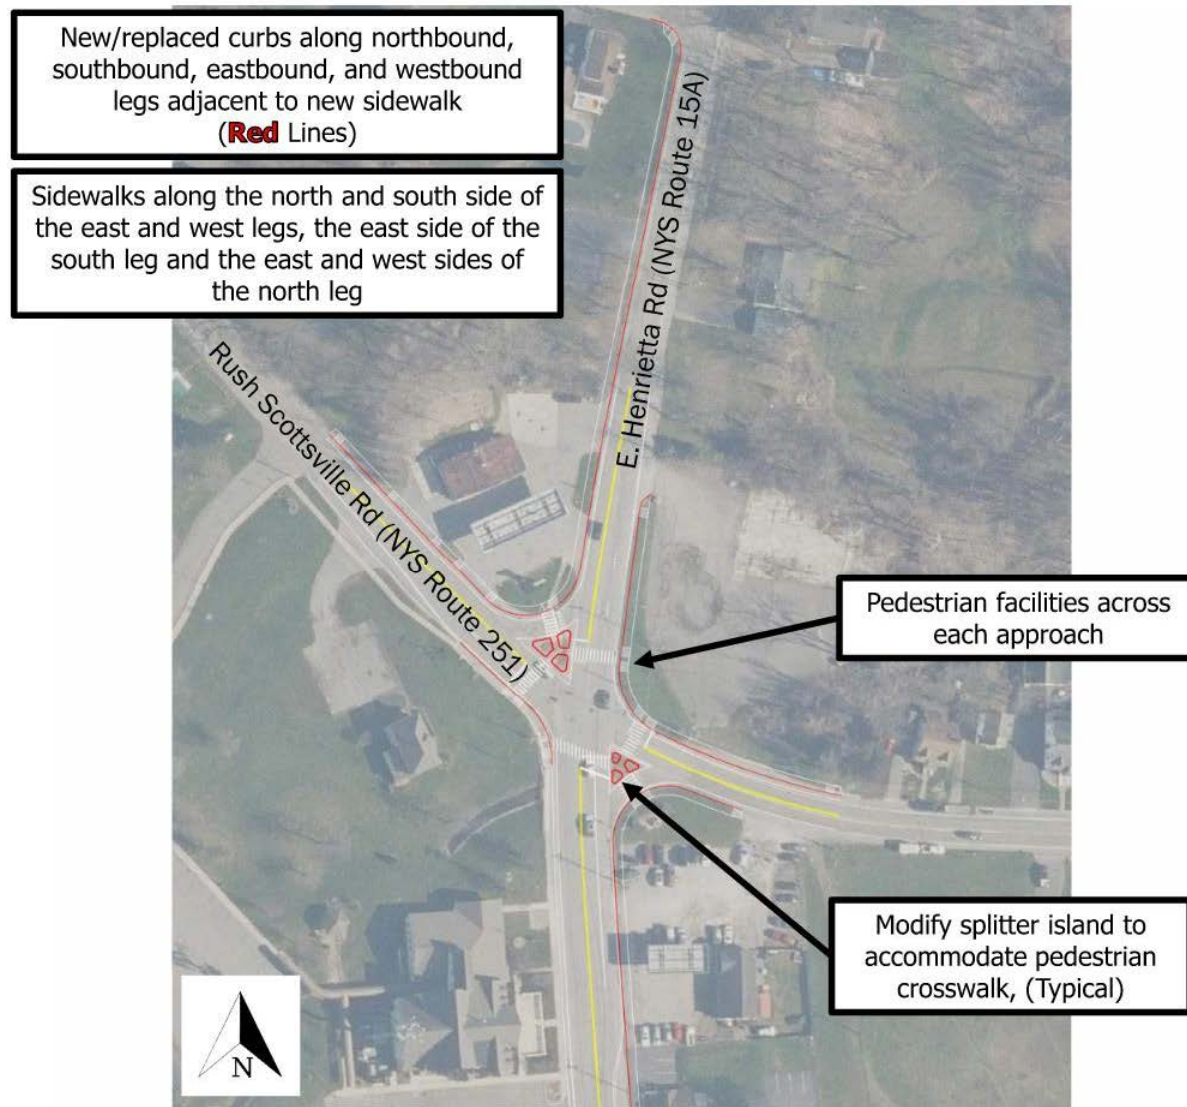 New/replaced curbs along northbound,
southbound, eastbound, and westbound
legs adjacent to new sidewalk
(Red Lines)
Sidewalks along the north and south side of
the east and west legs, the east side of the
south leg and the east and west sides of
the north leg
E. Henrietta Rd (NYS Route 15A)
Rush Scottsville Rd (NYS Route 251)
Pedestrian facilities across
each approach
Modify splitter island to
accommodate pedestrian
crosswalk, (Typical)
N